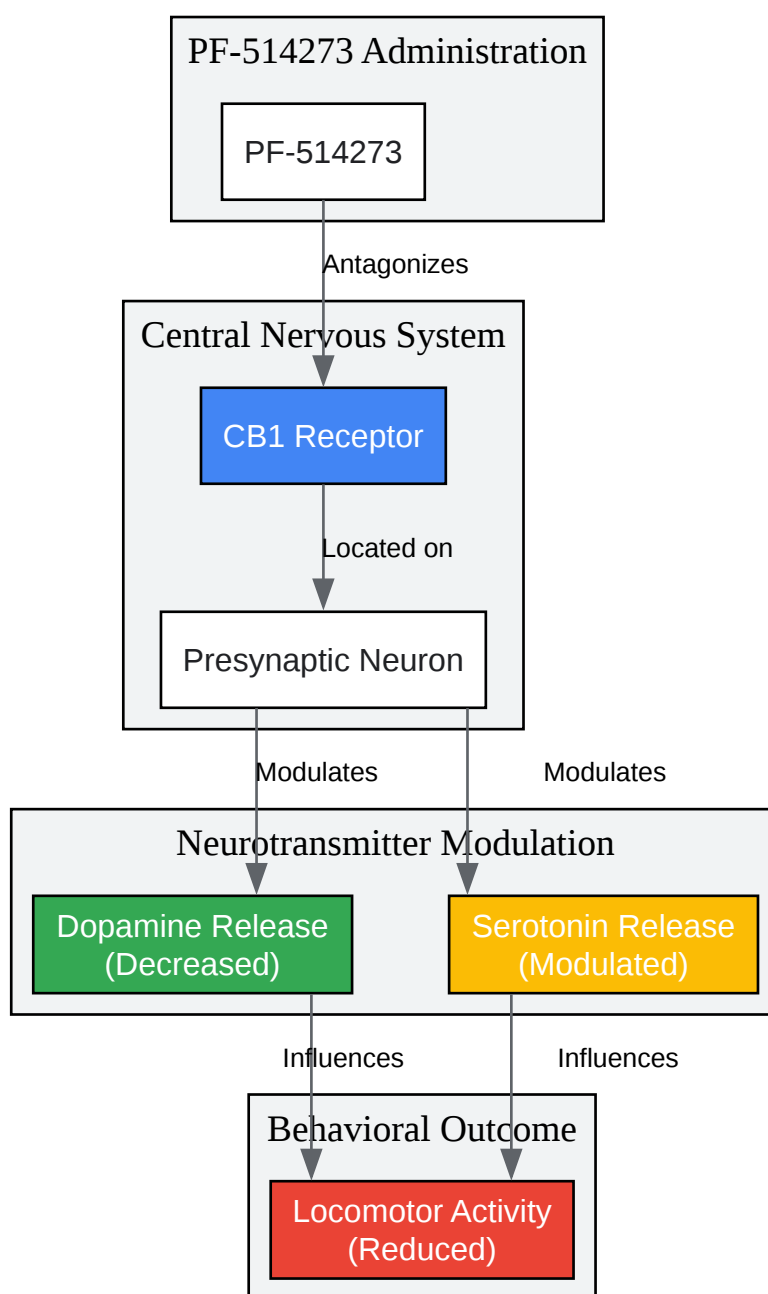 PF-514273 Administration
PF-514273
Antagonizes
Central Nervous System
CB1 Receptor
Located on
Presynaptic Neuron
Modulates
Modulates
Neurotransmitter Modulation
Dopamine Release
(Decreased)
Serotonin Release
(Modulated)
Influences
Influences
Behavioral Outcome
Locomotor Activity
(Reduced)